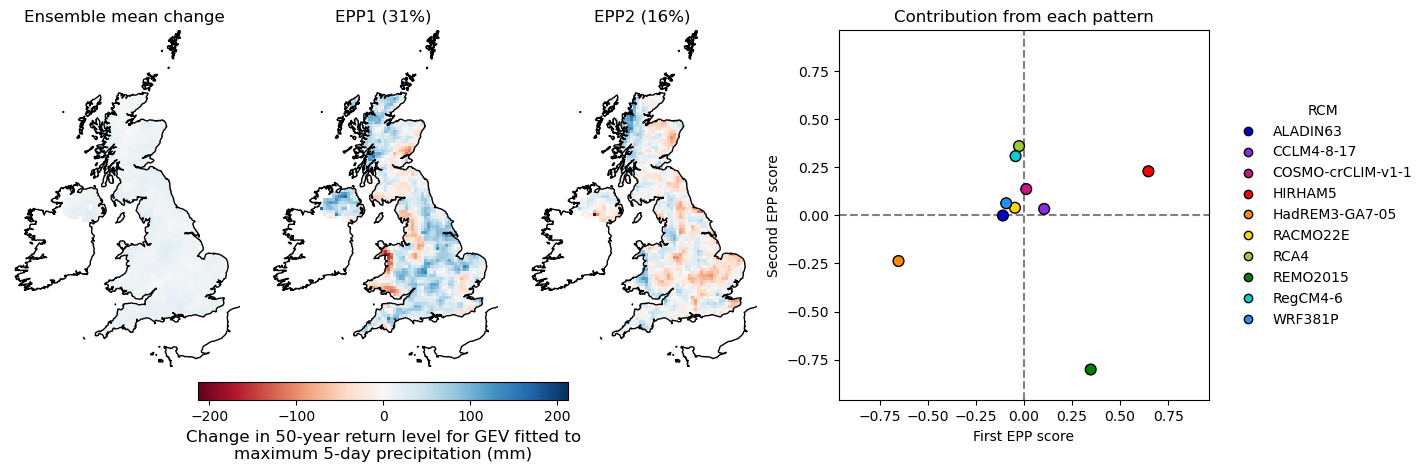 Ensemble mean change
EPP1 (31%)
EPP2 (16%)
−200
−100
0
100
200
Change in 50-year return level for GEV fitted to
maximum 5-day precipitation (mm)
Contribution from each pattern
Second EPP score
0.75
0.50
0.25
0.00
−0.25
−0.50
−0.75
−0.75
−0.50
−0.25
0.00
0.25
0.50
0.75
First EPP score
RCM
ALADIN63
CCLM4-8-17
COSMO-crCLIM-v1-1
HIRHAM5
HadREM3-GA7-05
RACMO22E
RCA4
REMO2015
RegCM4-6
WRF381P